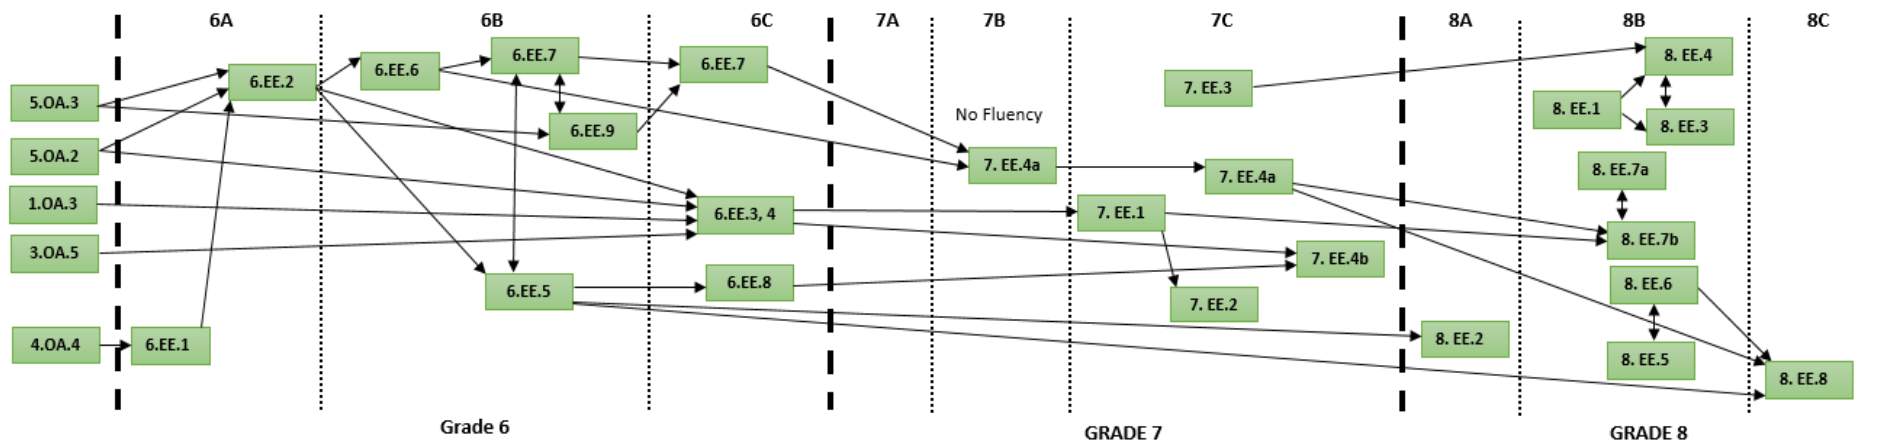 6A
6B
6C
7A
7B
7C
8A
8B
8C
5.OA.3
5.OA.2
1.OA.3
3.OA.5
4.OA.4
6.EE.1
6.EE.2
6.EE.6
6.EE.7
6.EE.9
6.EE.5
6.EE.7
6.EE.3, 4
6.EE.8
No Fluency
7. EE.4a
7. EE.3
7. EE.4a
7. EE.1
7. EE.4b
7. EE.2
8. EE.2
8. EE.4
8. EE.1
8. EE.3
8. EE.7a
8. EE.7b
8. EE.6
8. EE.5
8. EE.8
Grade 6
GRADE 7
GRADE 8